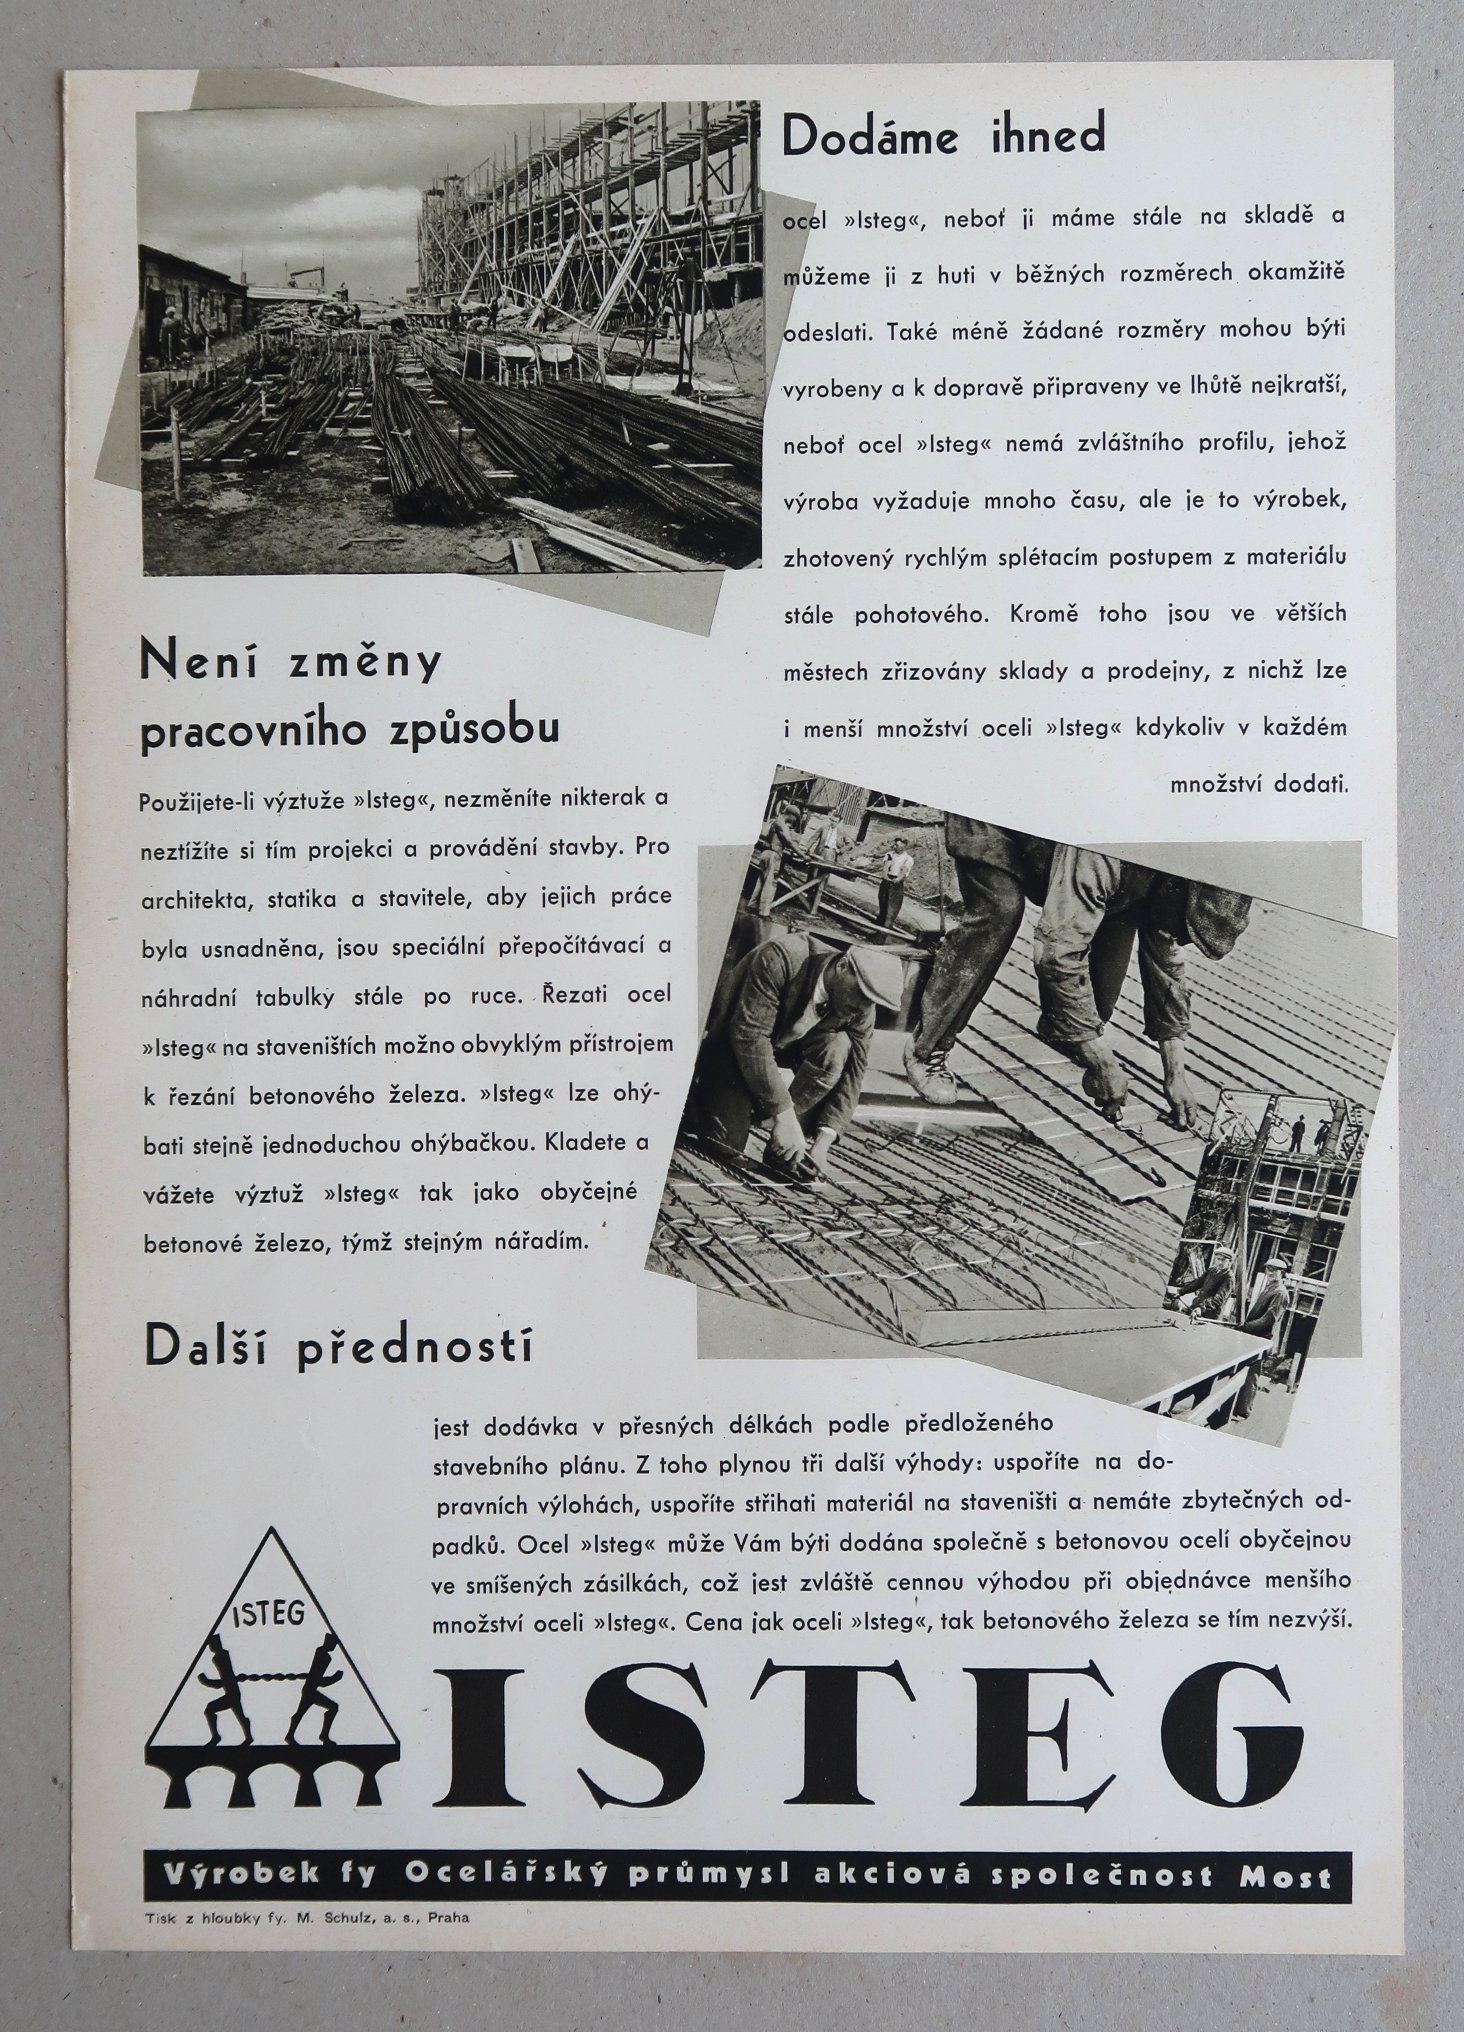 Dodáme ihned
ocel »Isteg«, neboť ji máme stále na skladě a
můžeme ji z huti v běžných rozměrech okamžitě
odeslati. Také méně žádané rozměry mohou býti
vyrobeny a k dopravě připraveny ve lhůtě nejkratší,
neboť ocel »Isteg« nemá zvláštního profilu, jehož
výroba vyžaduje mnoho času, ale je to výrobek,
zhotovený rychlým splétacím postupem z materiálu
stále pohotového. Kromě toho jsou ve větších
městech zřizovány sklady a prodejny, z nichž lze
i menší množství oceli »Isteg« kdykoliv v každém
množství dodati.
Není změny
pracovního způsobu
Použijete-li výztuže »Isteg«, nezměníte nikterak a
neztížíte si tím projekci a provádění stavby. Pro
architekta, statika a stavitele, aby jejich práce
byla usnadněna, jsou speciální přepočítávací a
náhradní tabulky stále po ruce. Řezati ocel
»Isteg« na staveništích možno obvyklým přístrojem
k řezání betonového železa. »Isteg« lze ohý-
bati stejně jednoduchou ohýbačkou. Kladete a
vážete výztuž »Isteg« tak jako obyčejné
betonové železo, týmž stejným nářadím.
Další předností
jest dodávka v přesných délkách podle předloženého
stavebního plánu. Z toho plynou tři další výhody: uspoříte na do-
pravních výlohách, uspoříte střihati materiál na staveništi a nemáte zbytečných od-
padků. Ocel »Isteg« může Vám býti dodána společně s betonovou ocelí obyčejnou
ve smíšených zásilkách, což jest zvláště cennou výhodou při objednávce menšího
množství oceli »Isteg«. Cena jak oceli »Isteg«, tak betonového železa se tím nezvýší.
ISTEG
ISTEG
Výrobek fy Ocelářský průmysl akciová společnost Most
Tisk z hloubky fy. M. Schulz, a. s., Praha